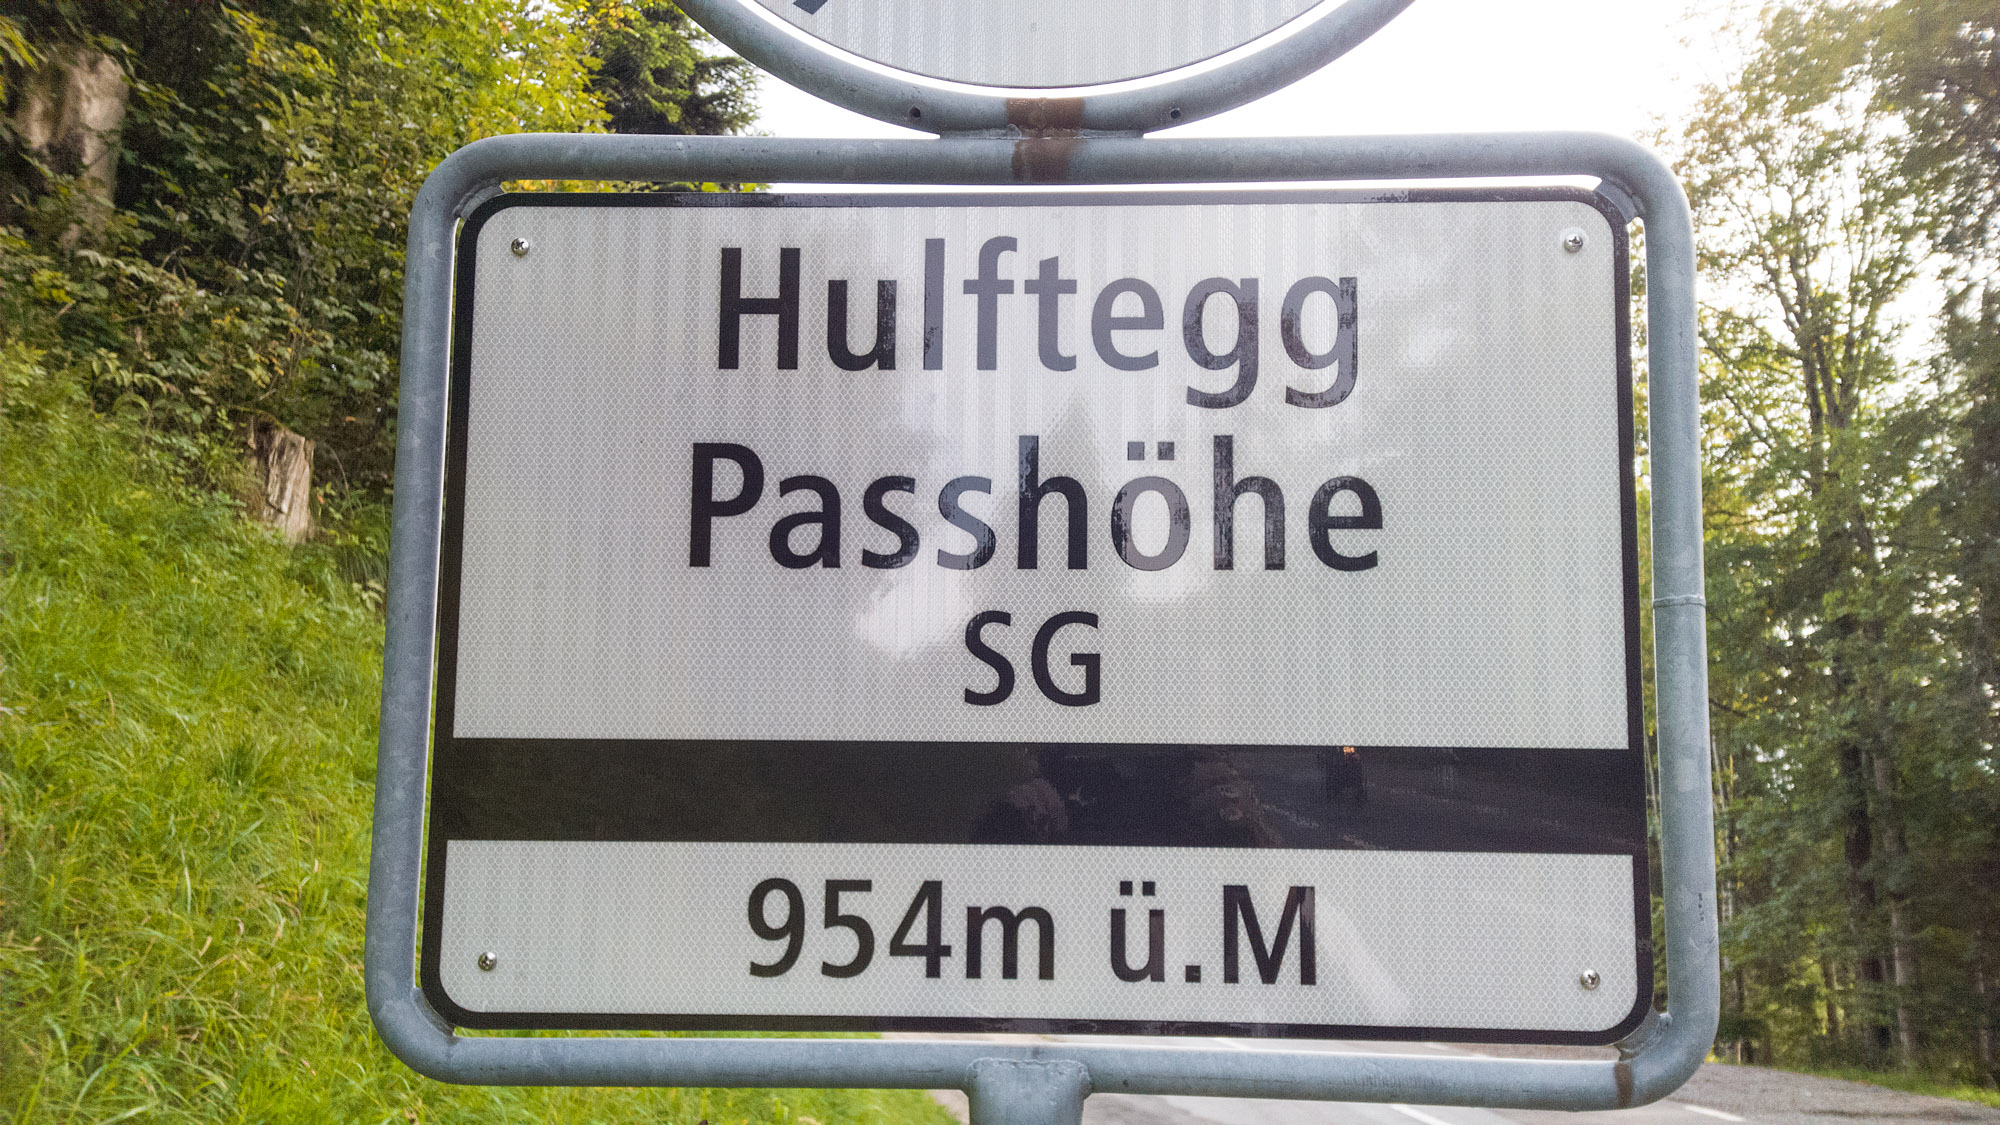 Hulftegg
Passhöhe
SG
954m ü.M